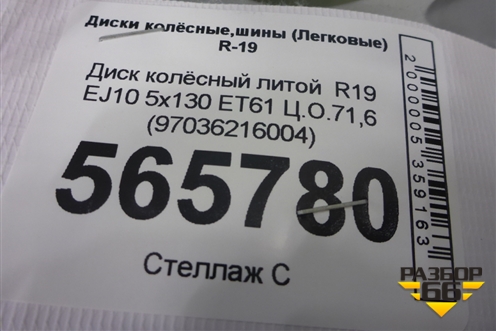 Диски колёсные,шины (Легковые)
R-19
Диск колёсный литой R19
EJ10 5x130 ET61 Ц.О.71,6
(97036216004)
565780
Стеллаж С
2000005359163
РАЗБОР
66